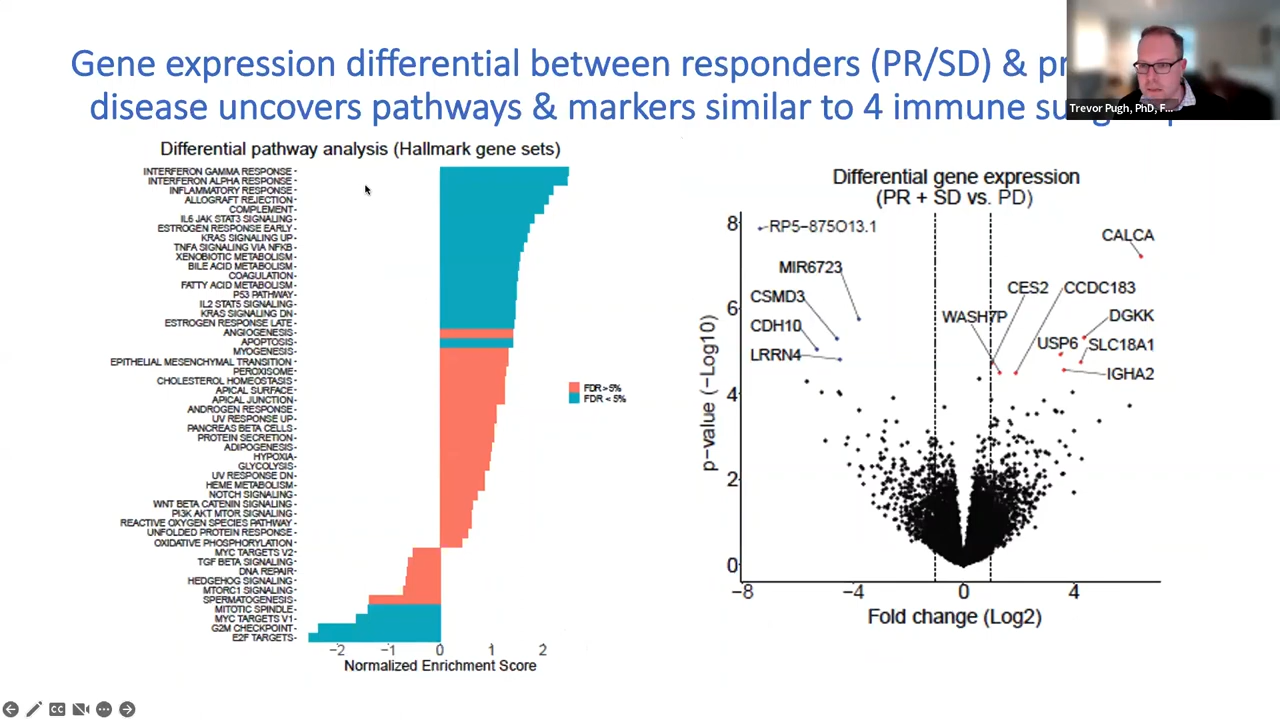 Gene expression differential between responders (PR/SD) & pr
disease uncovers pathways & markers similar to 4 immune
Trevor Pugh, PhD, F...
Differential pathway analysis (Hallmark gene sets)
INTERFERON GAMMA RESPONSE
INTERFERON ALPHA RESPONSE
INFLAMMATORY RESPONSE
ALLOGRAFT REJECTION
COMPLEMENT
IL6 JAK STAT3 SIGNALING
ESTROGEN RESPONSE EARLY
KRAS SIGNALING UP
TNFA SIGNALING VIA NFKB
XENOBIOTIC METABOLISM
BILE ACID METABOLISM
COAGULATION
FATTY ACID METABOLISM
P53 PATHWAY
IL2 STAT5 SIGNALING
KRAS SIGNALING DN
ESTROGEN RESPONSE LATE
ANGIOGENESIS
APOPTOSIS
MYOGENESIS
EPITHELIAL MESENCHYMAL TRANSITION
PEROXISOME
CHOLESTEROL HOMEOSTASIS
APICAL SURFACE
APICAL JUNCTION
ANDROGEN RESPONSE
UV RESPONSE UP
PANCREAS BETA CELLS
PROTEIN SECRETION
ADIPOGENESIS
HYPOXIA
GLYCOLYSIS
UV RESPONSE DN
HEME METABOLISM
NOTCH SIGNALING
WNT BETA CATENIN SIGNALING
PI3K AKT MTOR SIGNALING
REACTIVE OXYGEN SPECIES PATHWAY
UNFOLDED PROTEIN RESPONSE
OXIDATIVE PHOSPHORYLATION
MYC TARGETS V2
TGF BETA SIGNALING
DNA REPAIR
HEDGEHOG SIGNALING
MTORC1 SIGNALING
SPERMATOGENESIS
MITOTIC SPINDLE
MYC TARGETS V1
G2M CHECKPOINT
E2F TARGETS
−2 −1 0 1 2
Normalized Enrichment Score
FDR > 5%
FDR < 5%
Differential gene expression
(PR + SD vs. PD)
8
6
4
2
0
p-value (−Log10)
RP5−875O13.1
MIR6723
CSMD3
CDH10
LRRN4
CALCA
CES2
CCDC183
WASH7P
DGKK
USP6
SLC18A1
IGHA2
−8 −4 0 4
Fold change (Log2)
CC